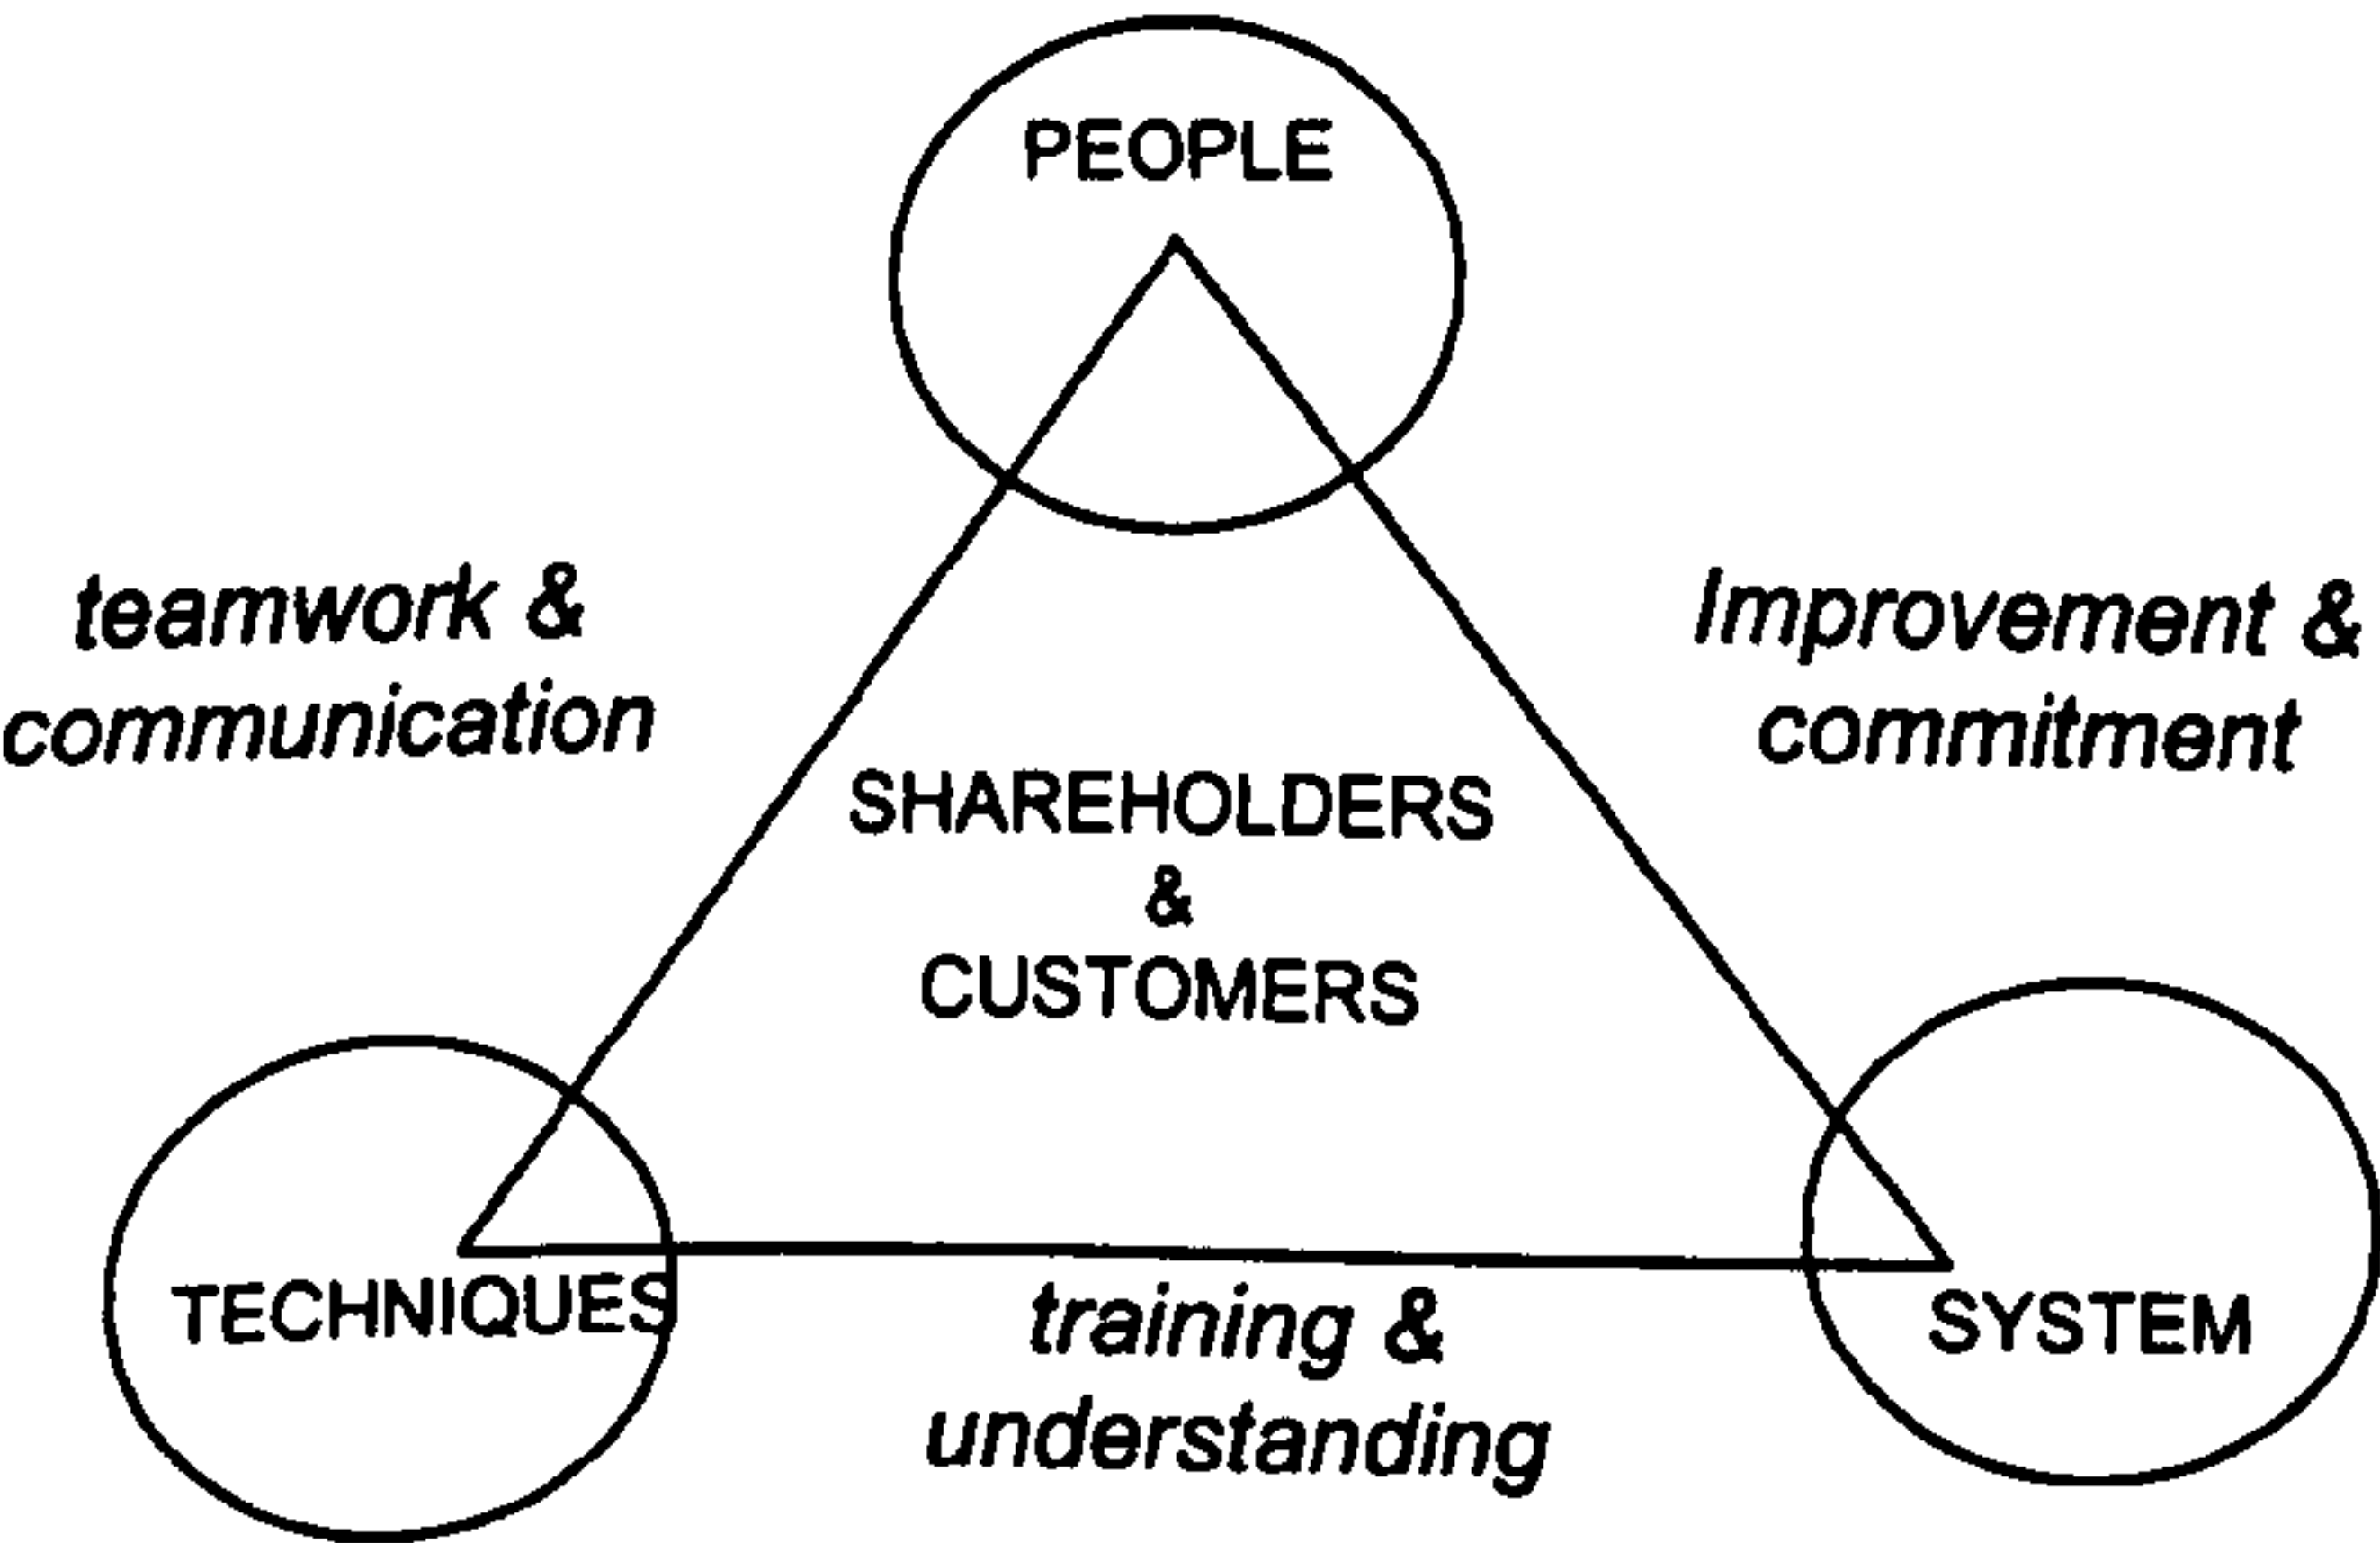 PEOPLE
teamwork &
communication
Improvement &
commitment
SHAREHOLDERS
&
CUSTOMERS
TECHNIQUES
training &
understanding
SYSTEM